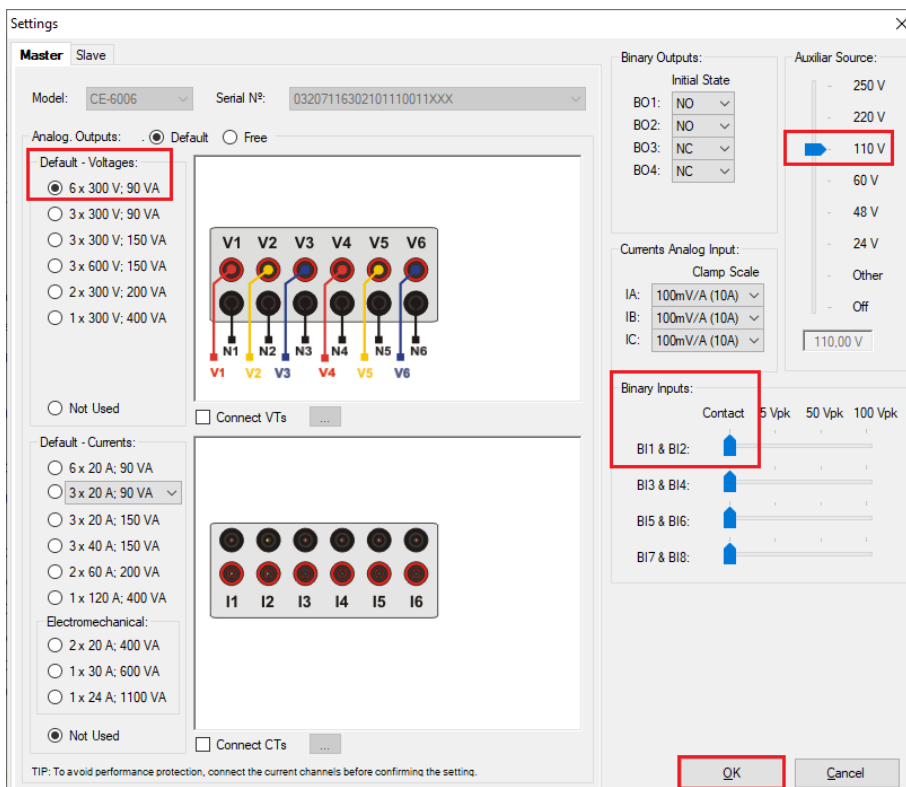 Settings
Master Slave
Model: CE-6006 Serial Nº: 03207116302101110011XXX
Analog. Outputs: . Default Free
Default - Voltages:
6 x 300 V; 90 VA
3 x 300 V; 90 VA
3 x 300 V; 150 VA
3 x 600 V; 150 VA
2 x 300 V; 200 VA
1 x 300 V; 400 VA
Not Used
V1 V2 V3 V4 V5 V6
N1 N2 N3 N4 N5 N6
V1 V2 V3 V4 V5 V6
Connect VTs ...
Default - Currents:
6 x 20 A; 90 VA
3 x 20 A; 90 VA
3 x 20 A; 150 VA
3 x 40 A; 150 VA
2 x 60 A; 200 VA
1 x 120 A; 400 VA
Electromechanical:
2 x 20 A; 400 VA
1 x 30 A; 600 VA
1 x 24 A; 1100 VA
Not Used
I1 I2 I3 I4 I5 I6
Connect CTs ...
TIP: To avoid performance protection, connect the current channels before confirming the setting.
Binary Outputs:
Initial State
BO1: NO
BO2: NO
BO3: NC
BO4: NC
Currents Analog Input:
Clamp Scale
IA: 100mV/A (10A)
IB: 100mV/A (10A)
IC: 100mV/A (10A)
Auxiliar Source:
250 V
220 V
110 V
60 V
48 V
24 V
Other
Off
110,00 V
Binary Inputs:
Contact 5 Vpk 50 Vpk 100 Vpk
BI1 & BI2:
BI3 & BI4:
BI5 & BI6:
BI7 & BI8:
OK Cancel